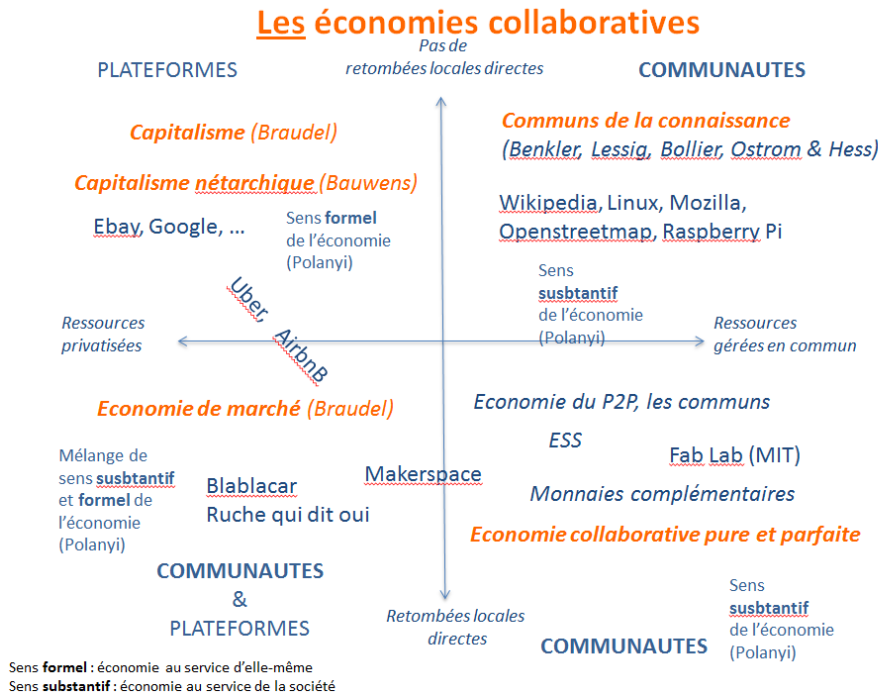 Les économies collaboratives
PLATEFORMES
Pas de
retombées locales directes
COMMUNAUTES
Capitalisme (Braudel)
Capitalisme nétarchique (Bauwens)
Ebay, Google, ...
Sens formel
de l'économie
(Polanyi)
Communs de la connaissance
(Benkler, Lessig, Bollier, Ostrom & Hess)
Wikipedia, Linux, Mozilla,
Openstreetmap, Raspberry Pi
Sens
susbtantif
de l'économie
(Polanyi)
Uber, AirbnB
Ressources
privatisées
Ressources
gérées en commun
Economie de marché (Braudel)
Mélange de
sens susbtantif
et formel de
l'économie
(Polanyi)
Blablacar
Ruche qui dit oui
Makerspace
Economie du P2P, les communs
ESS
Fab Lab (MIT)
Monnaies complémentaires
Economie collaborative pure et parfaite
COMMUNAUTES
&
PLATEFORMES
Retombées locales
directes
COMMUNAUTES
Sens
susbtantif
de l'économie
(Polanyi)
Sens formel : économie au service d'elle-même
Sens substantif : économie au service de la société